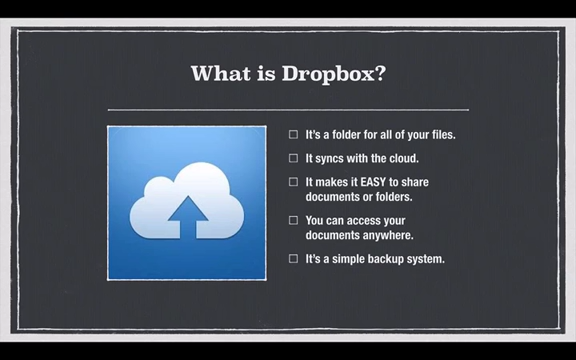 What is Dropbox?
It's a folder for all of your files.
It syncs with the cloud.
It makes it EASY to share
documents or folders.
You can access your
documents anywhere.
It's a simple backup system.